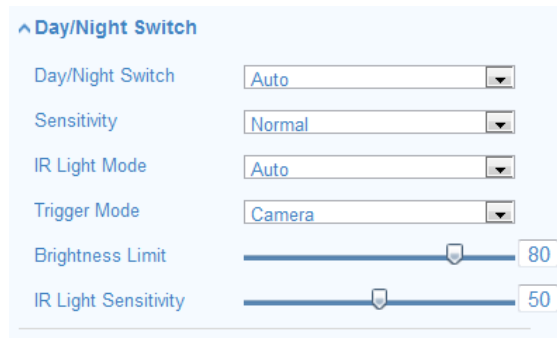 Day/Night Switch
Day/Night Switch Auto
Sensitivity Normal
IR Light Mode Auto
Trigger Mode Camera
Brightness Limit 80
IR Light Sensitivity 50